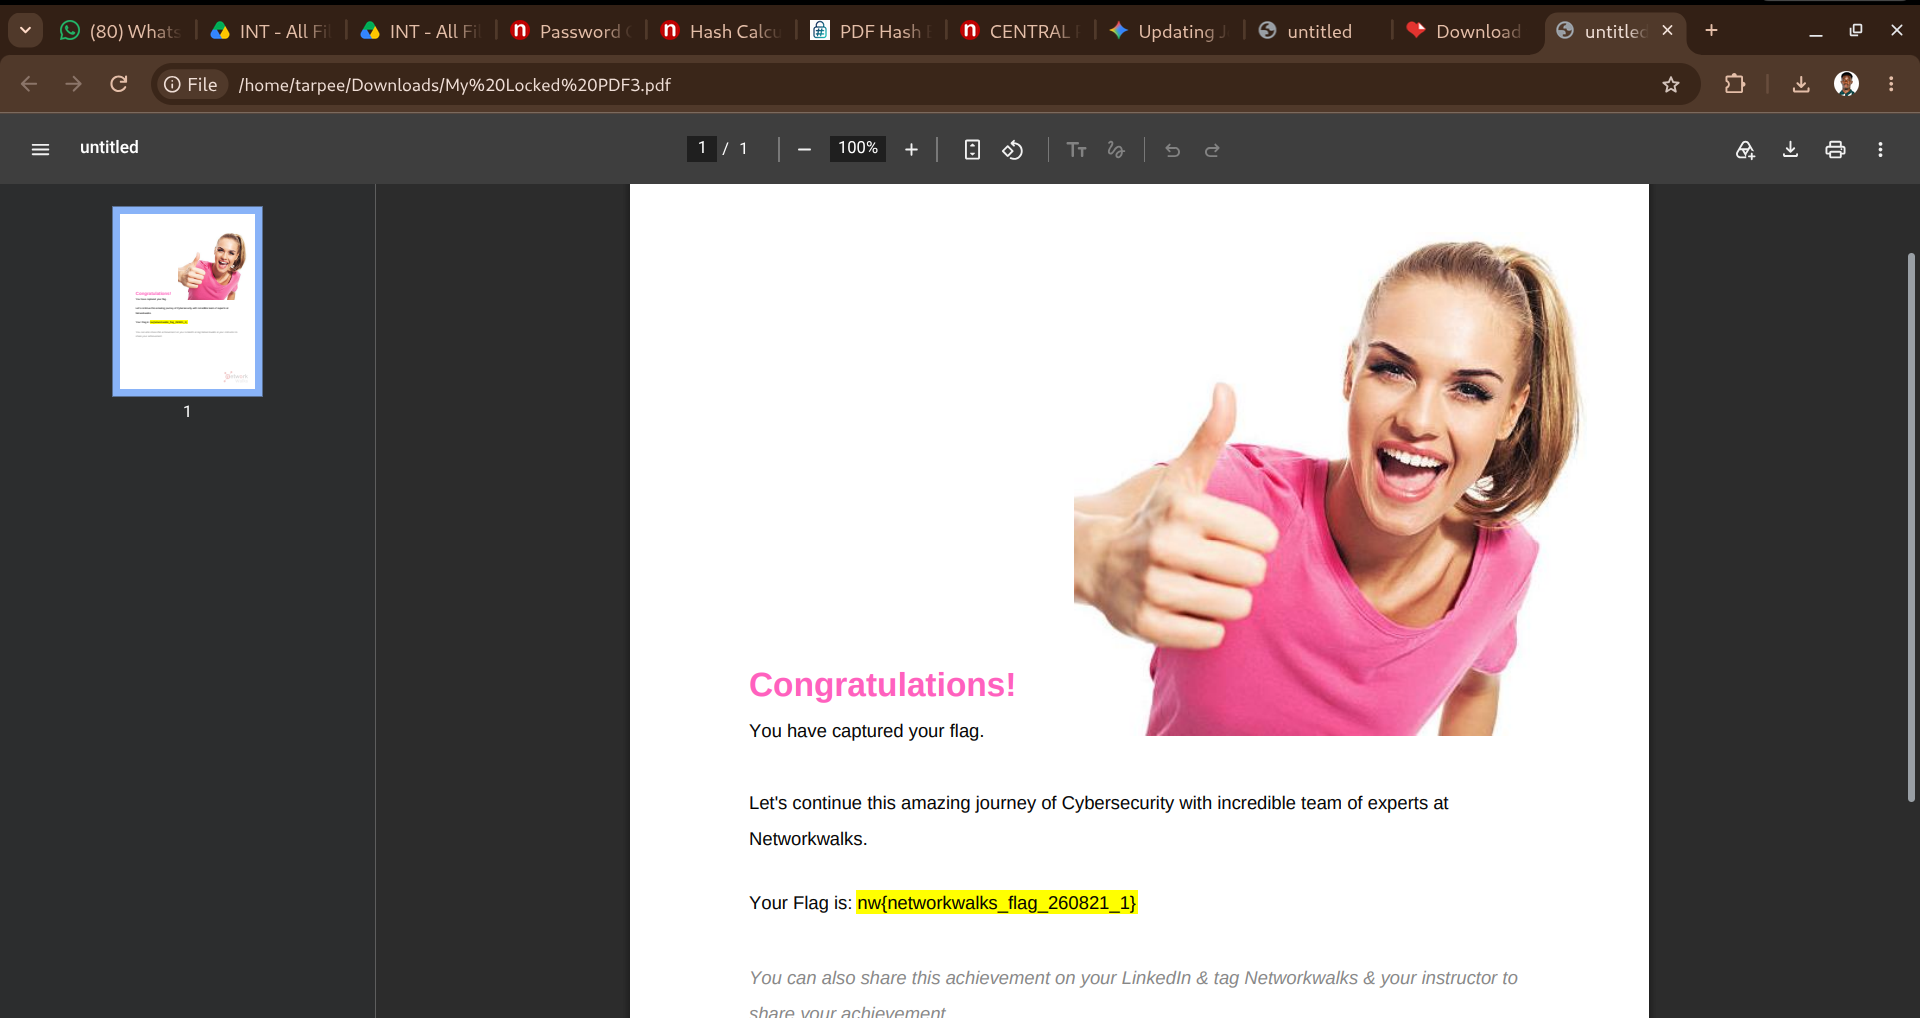 (80) Whats
INT - All Fil
INT - All Fil
Password
Hash Calcu
PDF Hash
CENTRAL
Updating
untitled
Download
untitled
File
/home/tarpee/Downloads/My%20Locked%20PDF3.pdf
untitled
1 / 1
100%
1
Congratulations!
You have captured your flag.
Let's continue this amazing journey of Cybersecurity with incredible team of experts at
Networkwalks.
Your Flag is: nw{networkwalks_flag_260821_1}
You can also share this achievement on your LinkedIn & tag Networkwalks & your instructor to
share your achievement